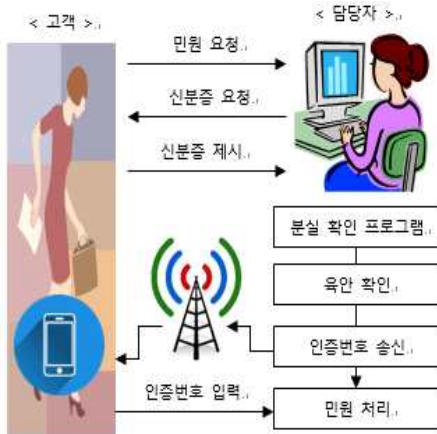 < 고객 >
< 담당자 >
민원 요청
신분증 요청
신분증 제시
분실 확인 프로그램
육안 확인
인증번호 송신
인증번호 입력
민원 처리